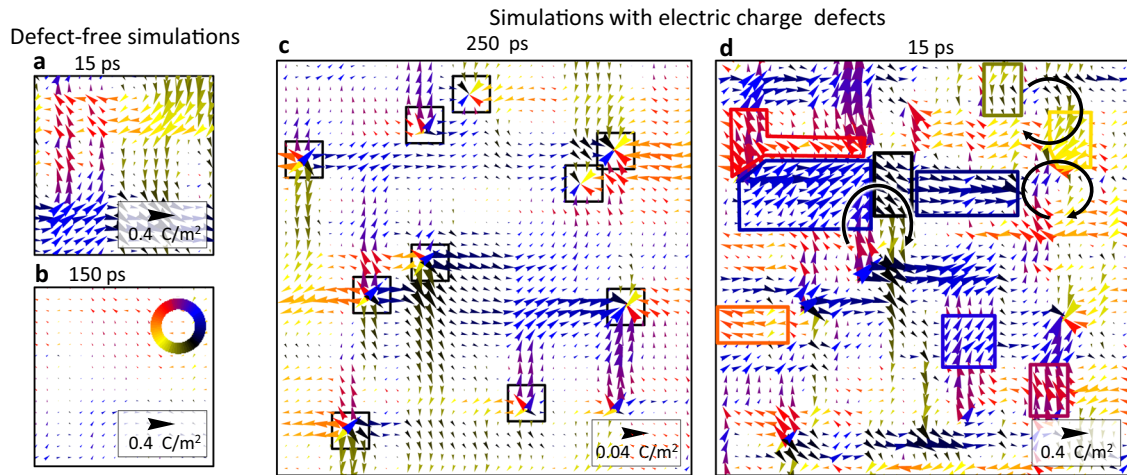 Simulations with electric charge defects
Defect-free simulations
a 15 ps
0.4 C/m²
b 150 ps
0.4 C/m²
c 250 ps
0.04 C/m²
d 15 ps
0.4 C/m²